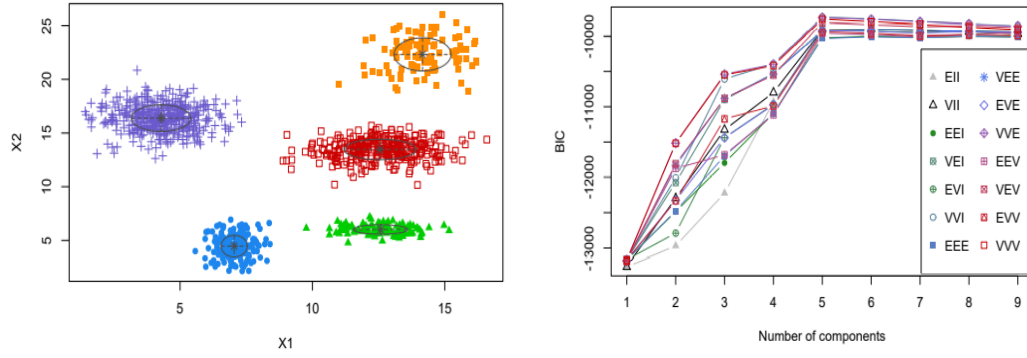 25
20
15
10
5
X2
5
10
15
X1
-10000
-11000
-12000
-13000
BIC
EII
VEE
VII
EVE
EEI
VVE
VEI
EEV
EVI
VEV
VVI
EVV
EEE
VVV
1 2 3 4 5 6 7 8 9
Number of components